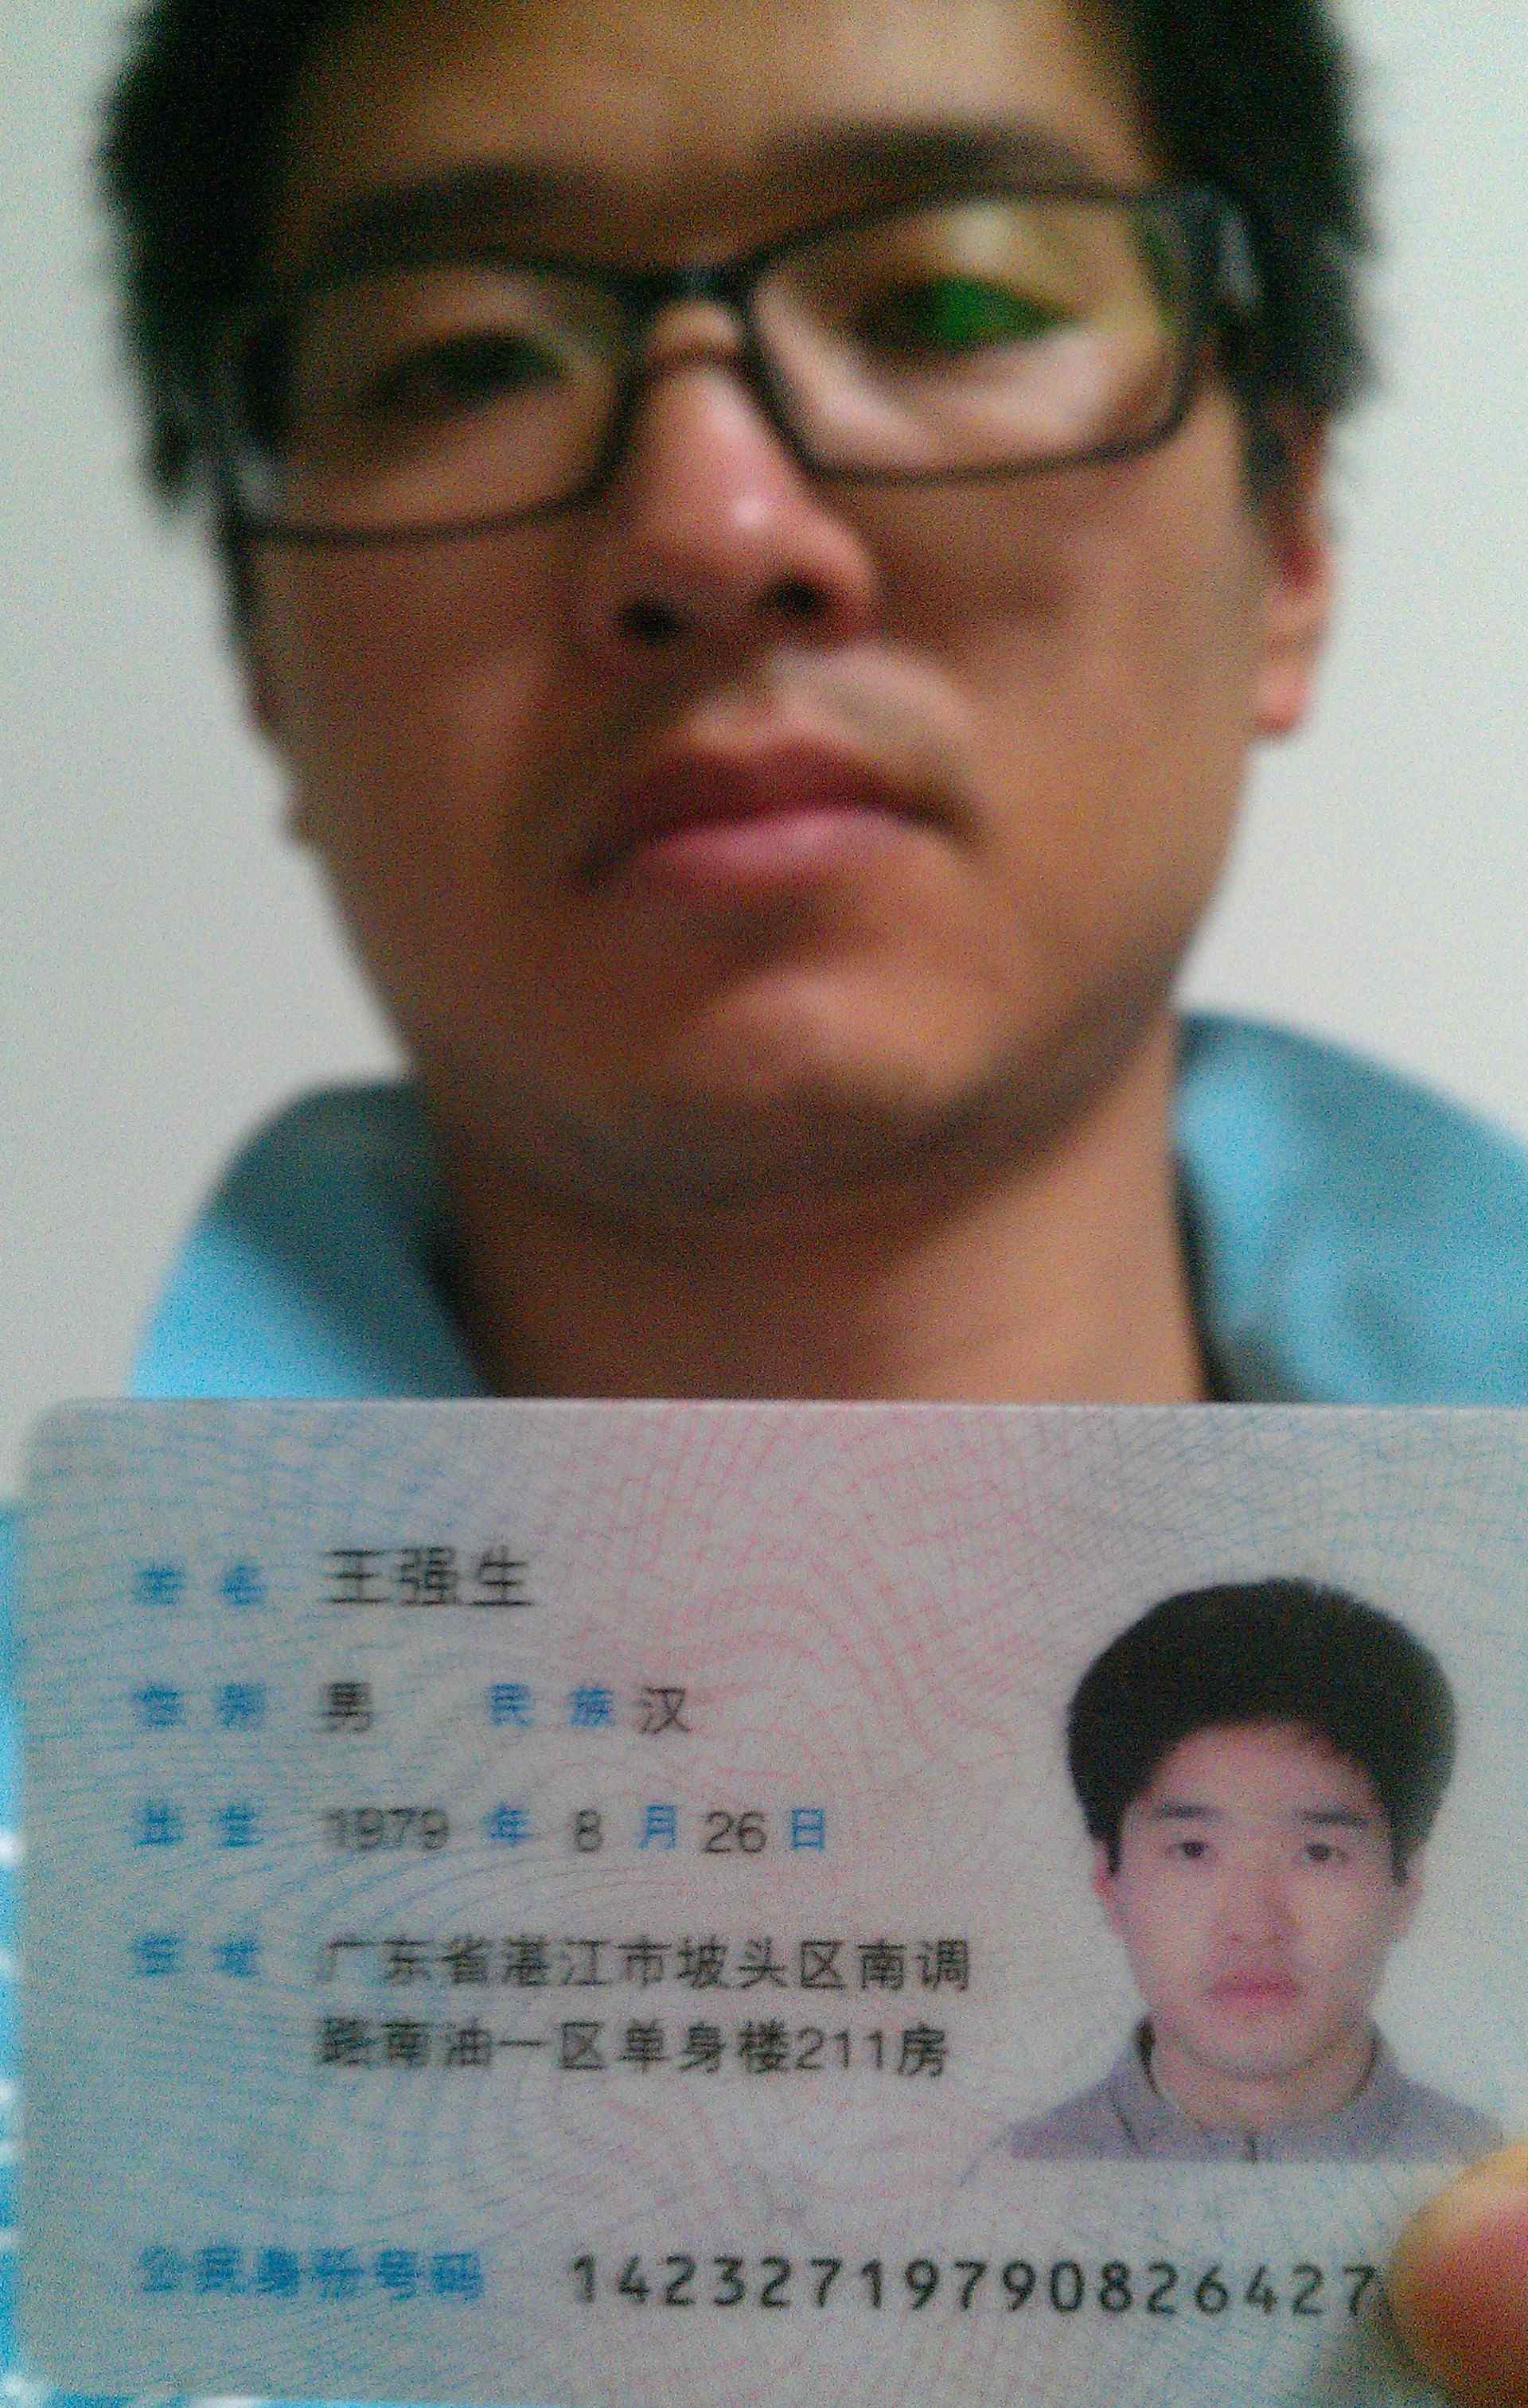 姓名 王强生
性别 男 民族 汉
出生 1979 年 8 月 26 日
住址 广东省湛江市坡头区南调
路南油一区单身楼211房
公民身份号码 14232719790826427